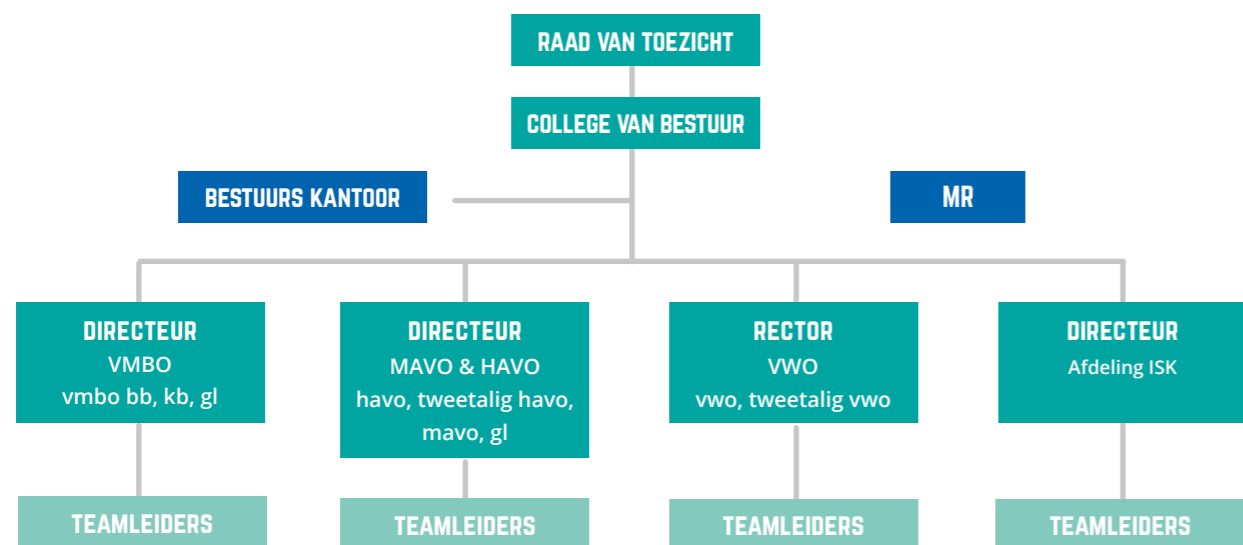 RAAD VAN TOEZICHT
COLLEGE VAN BESTUUR
BESTUURS KANTOOR
MR
DIRECTEUR
VMBO
vmbo bb, kb, gl
DIRECTEUR
MAVO & HAVO
havo, tweetalig havo,
mavo, gl
RECTOR
VWO
vwo, tweetalig vwo
DIRECTEUR
Afdeling ISK
TEAMLEIDERS
TEAMLEIDERS
TEAMLEIDERS
TEAMLEIDERS